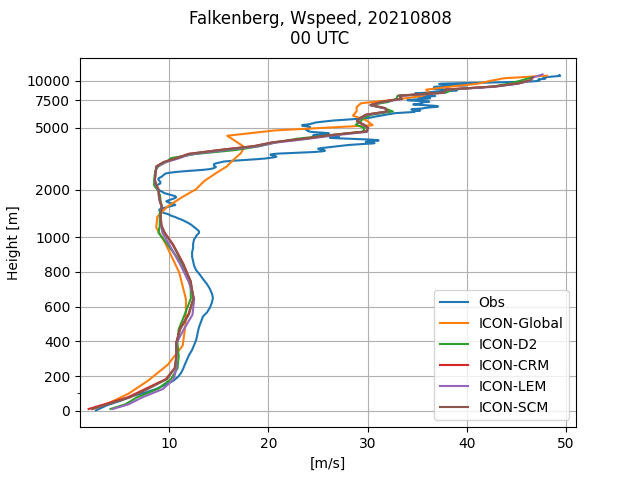 Falkenberg, Wspeed, 20210808
00 UTC
10000
7500
5000
2000
1000
800
600
400
200
0
Height [m]
10
20
30
40
50
[m/s]
Obs
ICON-Global
ICON-D2
ICON-CRM
ICON-LEM
ICON-SCM